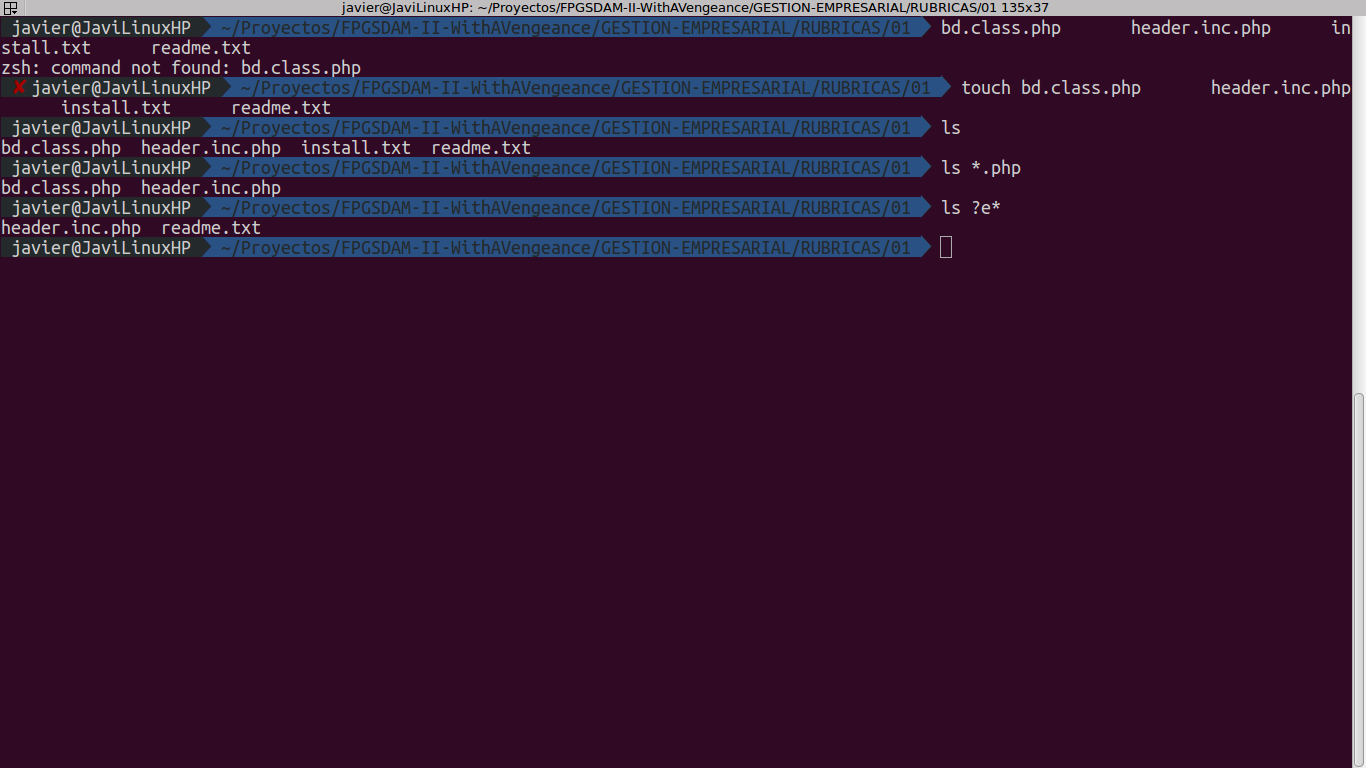 javier@JaviLinuxHP: ~/Proyectos/FPGSDAM-II-WithAVengeance/GESTION-EMPRESARIAL/RUBRICAS/01 135x37
javier@JaviLinuxHP ~/Proyectos/FPGSDAM-II-WithAVengeance/GESTION-EMPRESARIAL/RUBRICAS/01 bd.class.php       header.inc.php      in
stall.txt      readme.txt
zsh: command not found: bd.class.php
✘ javier@JaviLinuxHP ~/Proyectos/FPGSDAM-II-WithAVengeance/GESTION-EMPRESARIAL/RUBRICAS/01 touch bd.class.php       header.inc.php
      install.txt      readme.txt
javier@JaviLinuxHP ~/Proyectos/FPGSDAM-II-WithAVengeance/GESTION-EMPRESARIAL/RUBRICAS/01 ls
bd.class.php  header.inc.php  install.txt  readme.txt
javier@JaviLinuxHP ~/Proyectos/FPGSDAM-II-WithAVengeance/GESTION-EMPRESARIAL/RUBRICAS/01 ls *.php
bd.class.php  header.inc.php
javier@JaviLinuxHP ~/Proyectos/FPGSDAM-II-WithAVengeance/GESTION-EMPRESARIAL/RUBRICAS/01 ls ?e*
header.inc.php  readme.txt
javier@JaviLinuxHP ~/Proyectos/FPGSDAM-II-WithAVengeance/GESTION-EMPRESARIAL/RUBRICAS/01